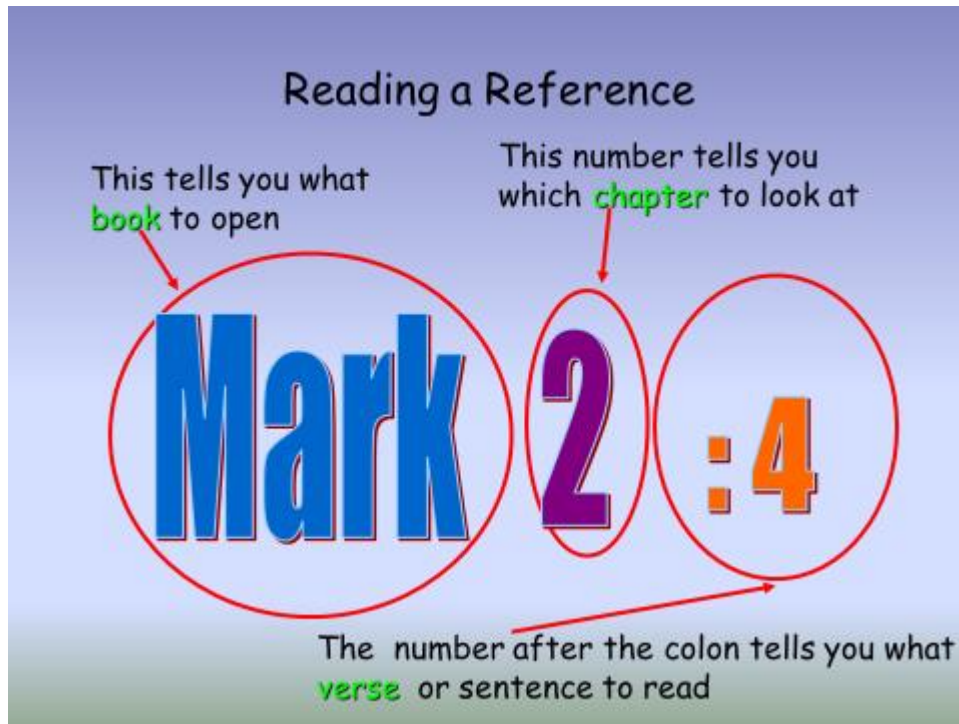 Reading a Reference
This tells you what
book to open
This number tells you
which chapter to look at
Mark 2 :4
The number after the colon tells you what
verse or sentence to read